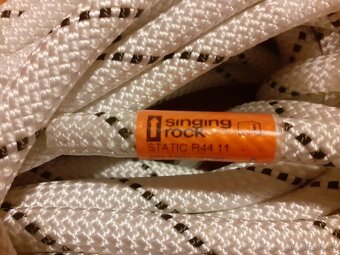 singing
rock
STATIC R44 11